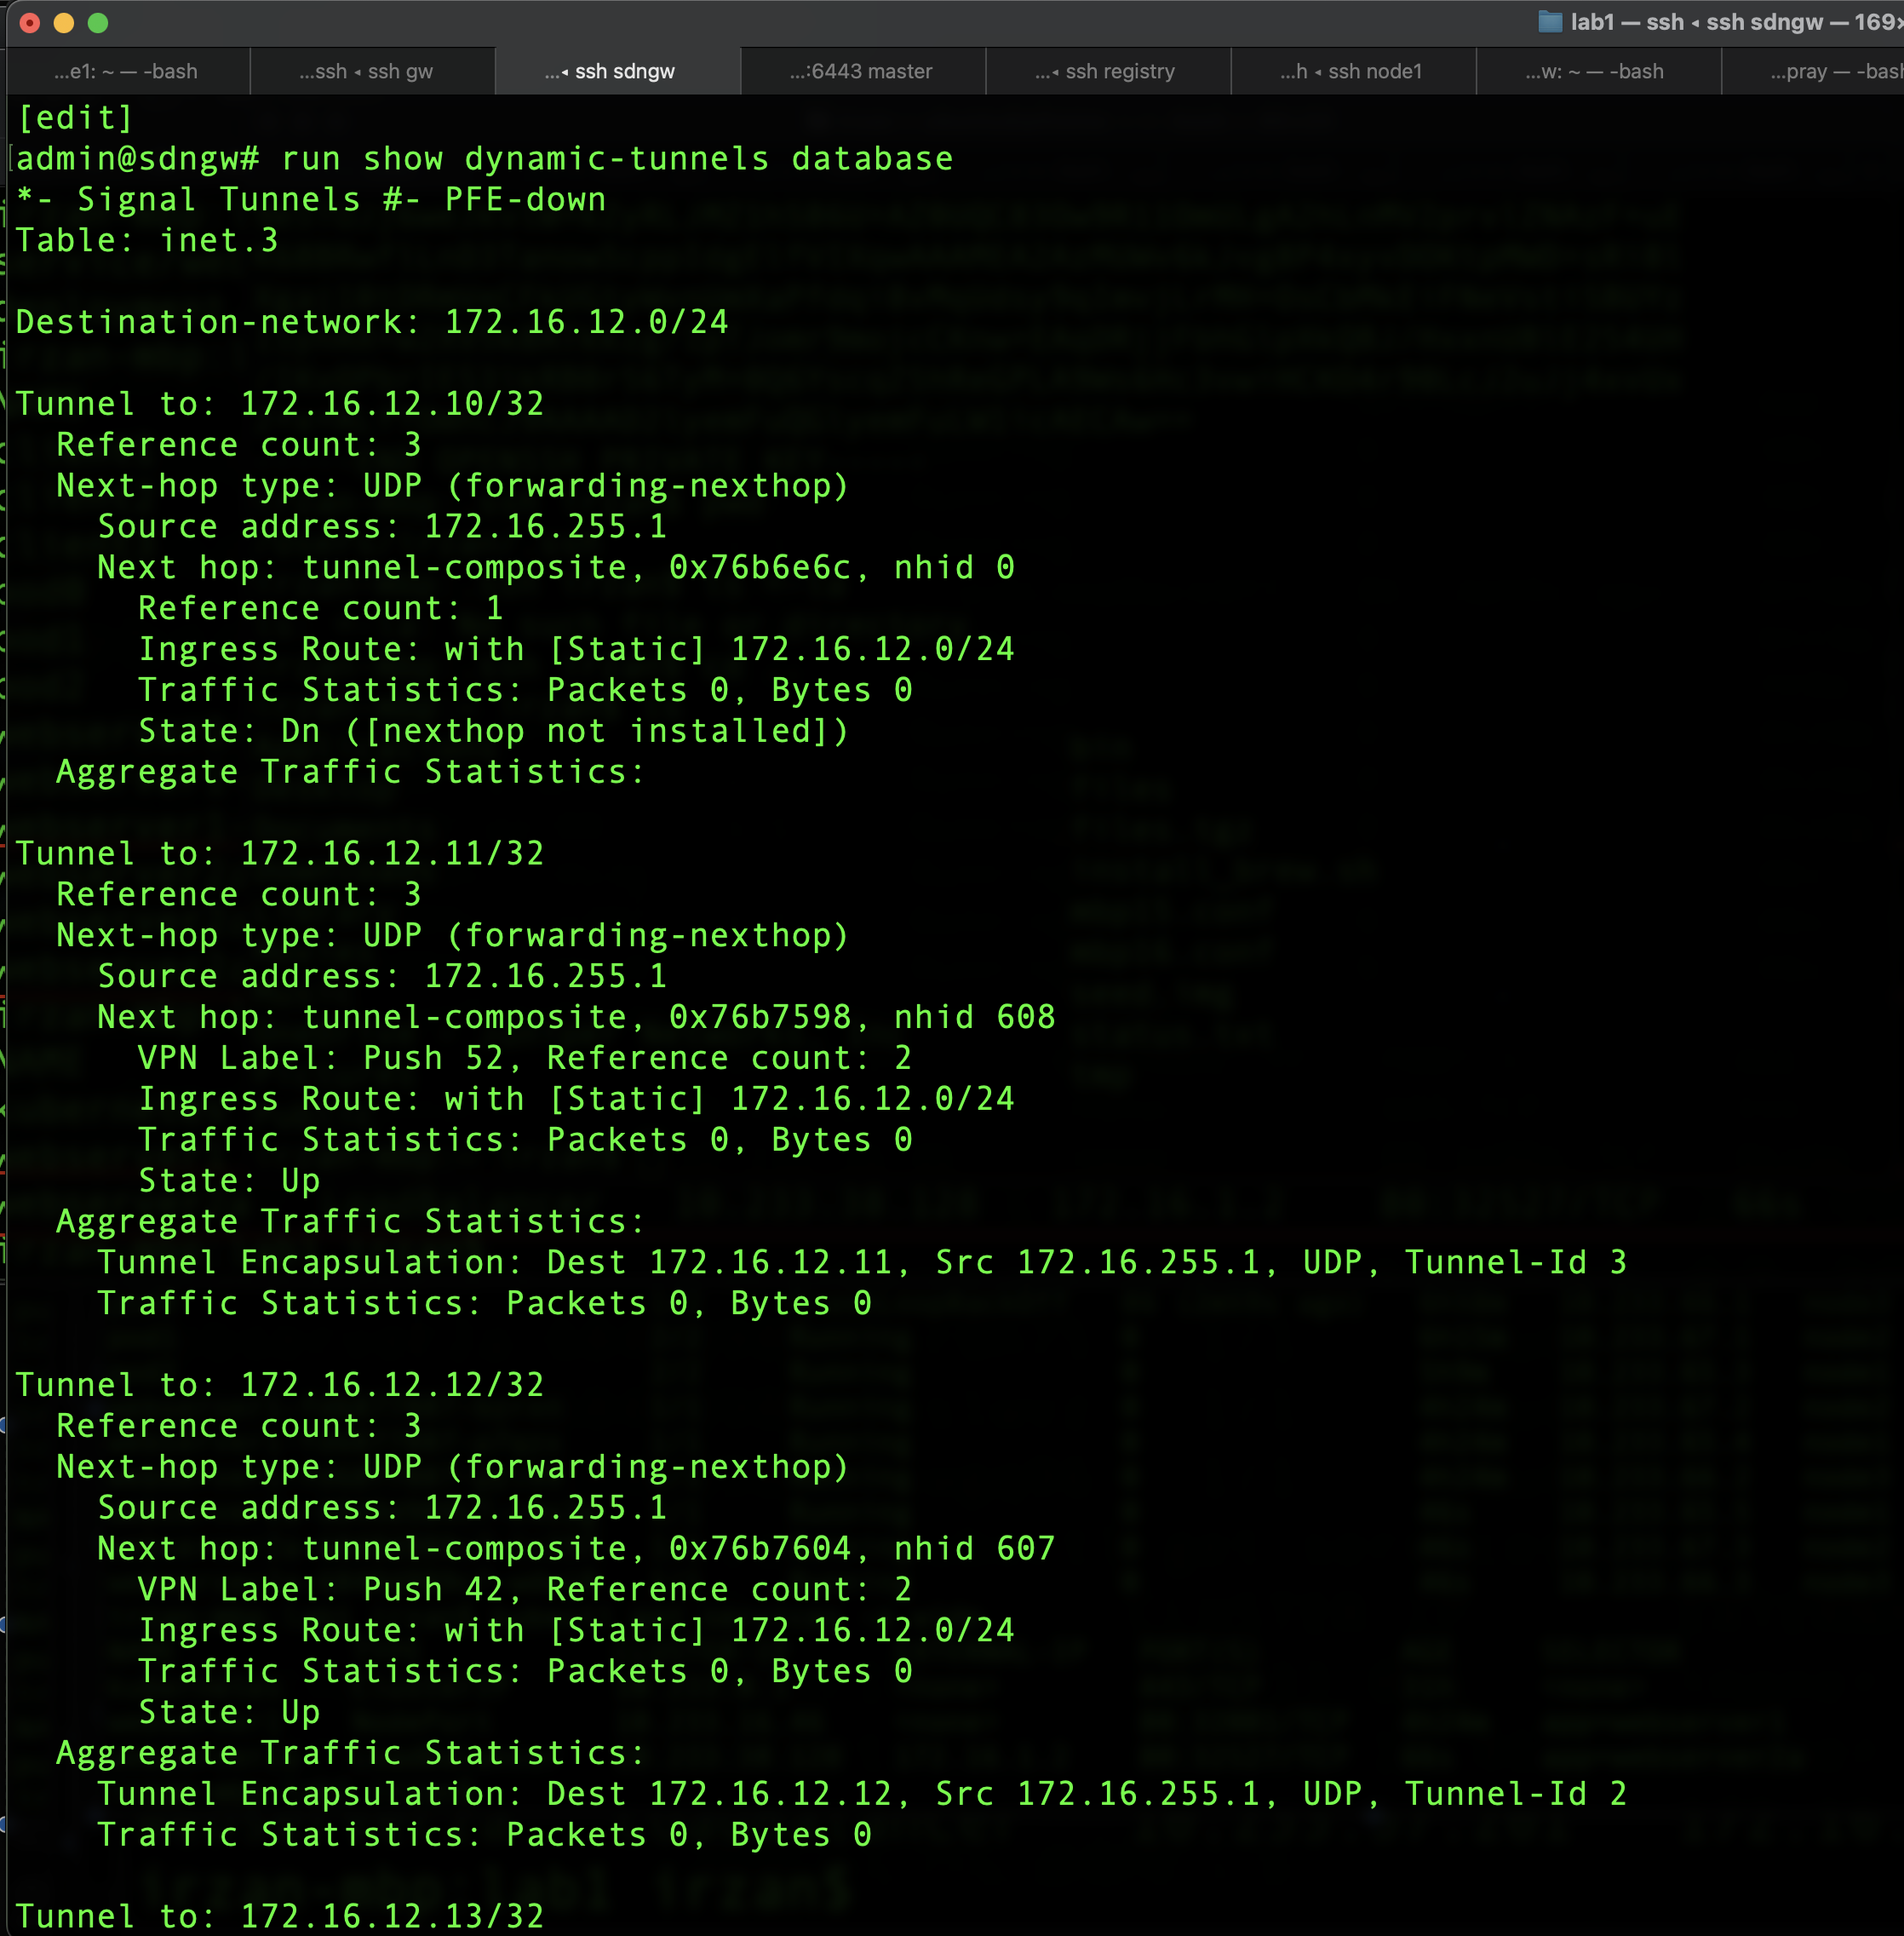 lab1 — ssh ◂ ssh sdngw — 169×
...e1: ~ — -bash
...ssh ◂ ssh gw
...◂ ssh sdngw
...:6443 master
...◂ ssh registry
...h ◂ ssh node1
...w: ~ — -bash
...pray — -bash
[edit]
[admin@sdngw# run show dynamic-tunnels database
*- Signal Tunnels #- PFE-down
Table: inet.3
Destination-network: 172.16.12.0/24
Tunnel to: 172.16.12.10/32
Reference count: 3
Next-hop type: UDP (forwarding-nexthop)
Source address: 172.16.255.1
Next hop: tunnel-composite, 0x76b6e6c, nhid 0
Reference count: 1
Ingress Route: with [Static] 172.16.12.0/24
Traffic Statistics: Packets 0, Bytes 0
State: Dn ([nexthop not installed])
Aggregate Traffic Statistics:
Tunnel to: 172.16.12.11/32
Reference count: 3
Next-hop type: UDP (forwarding-nexthop)
Source address: 172.16.255.1
Next hop: tunnel-composite, 0x76b7598, nhid 608
VPN Label: Push 52, Reference count: 2
Ingress Route: with [Static] 172.16.12.0/24
Traffic Statistics: Packets 0, Bytes 0
State: Up
Aggregate Traffic Statistics:
Tunnel Encapsulation: Dest 172.16.12.11, Src 172.16.255.1, UDP, Tunnel-Id 3
Traffic Statistics: Packets 0, Bytes 0
Tunnel to: 172.16.12.12/32
Reference count: 3
Next-hop type: UDP (forwarding-nexthop)
Source address: 172.16.255.1
Next hop: tunnel-composite, 0x76b7604, nhid 607
VPN Label: Push 42, Reference count: 2
Ingress Route: with [Static] 172.16.12.0/24
Traffic Statistics: Packets 0, Bytes 0
State: Up
Aggregate Traffic Statistics:
Tunnel Encapsulation: Dest 172.16.12.12, Src 172.16.255.1, UDP, Tunnel-Id 2
Traffic Statistics: Packets 0, Bytes 0
Tunnel to: 172.16.12.13/32